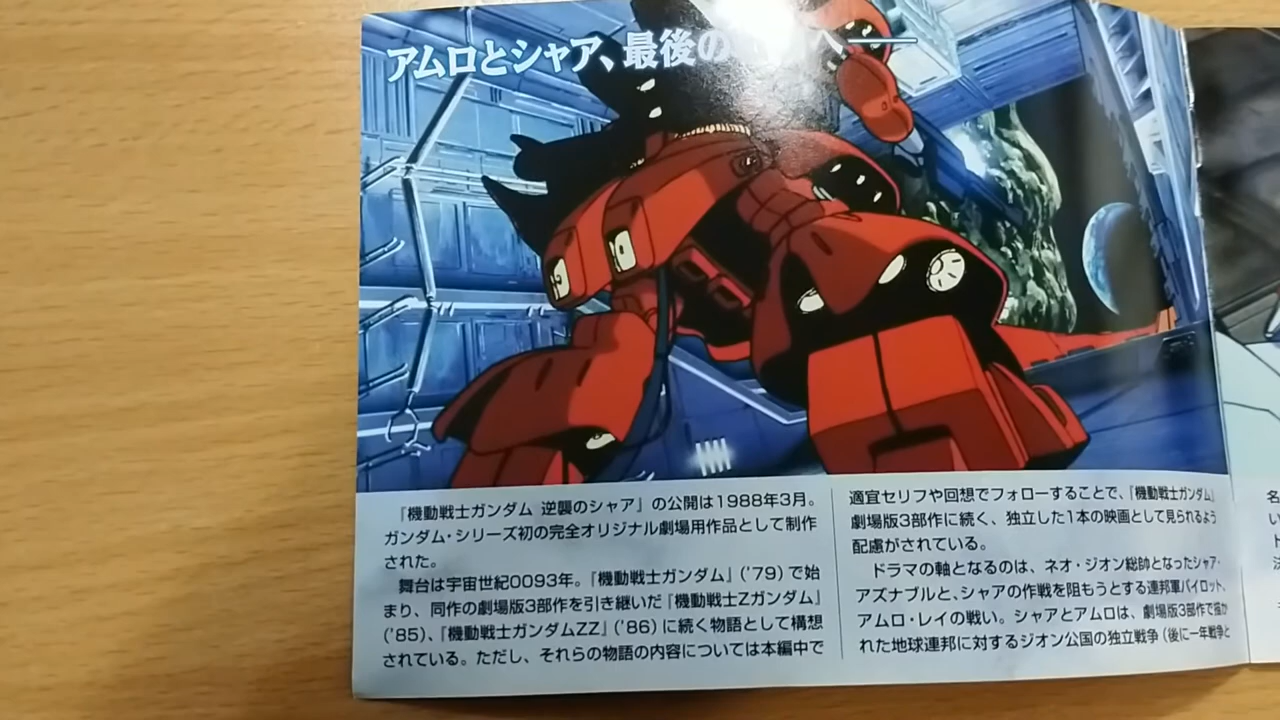 アムロとシャア、最後の
『機動戦士ガンダム 逆襲のシャア』の公開は1988年3月。
ガンダム・シリーズ初の完全オリジナル劇場用作品として制作
された。
舞台は宇宙世紀0093年。『機動戦士ガンダム』('79)で始
まり、同作の劇場版3部作を引き継いだ『機動戦士Zガンダム』
('85)、『機動戦士ガンダムZZ』('86)に続く物語として構想
されている。ただし、それらの物語の内容については本編中で
適宜セリフや回想でフォローすることで、『機動戦士ガンダム』
劇場版3部作に続く、独立した1本の映画として見られるよう
配慮がされている。
ドラマの軸となるのは、ネオ・ジオン総帥となったシャア・
アズナブルと、シャアの作戦を阻もうとする連邦軍パイロット、
アムロ・レイの戦い。シャアとアムロは、劇場版3部作で描か
れた地球連邦に対するジオン公国の独立戦争(後に一年戦争と
名
い